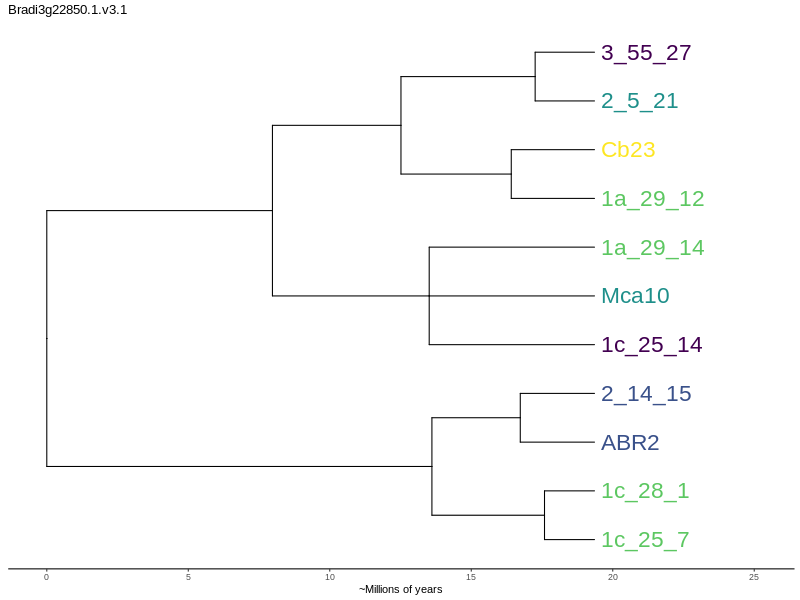 Bradi3g22850.1.v3.1
3_55_27
2_5_21
Cb23
1a_29_12
1a_29_14
Mca10
1c_25_14
2_14_15
ABR2
1c_28_1
1c_25_7
0 5 10 15 20 25
~Millions of years